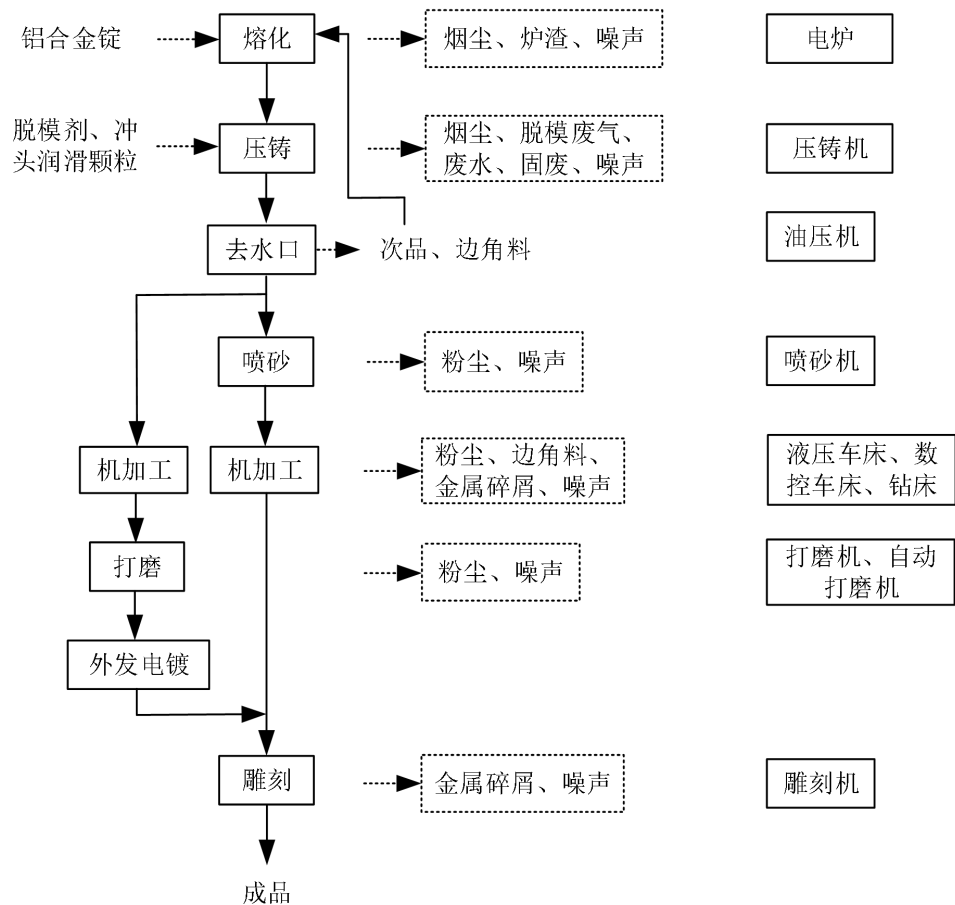 铝合金锭
熔化
烟尘、炉渣、噪声
电炉
脱模剂、冲
头润滑颗粒
压铸
烟尘、脱模废气、
废水、固废、噪声
压铸机
去水口
次品、边角料
油压机
喷砂
粉尘、噪声
喷砂机
机加工
机加工
粉尘、边角料、
金属碎屑、噪声
液压车床、数
控车床、钻床
打磨
粉尘、噪声
打磨机、自动
打磨机
外发电镀
雕刻
金属碎屑、噪声
雕刻机
成品